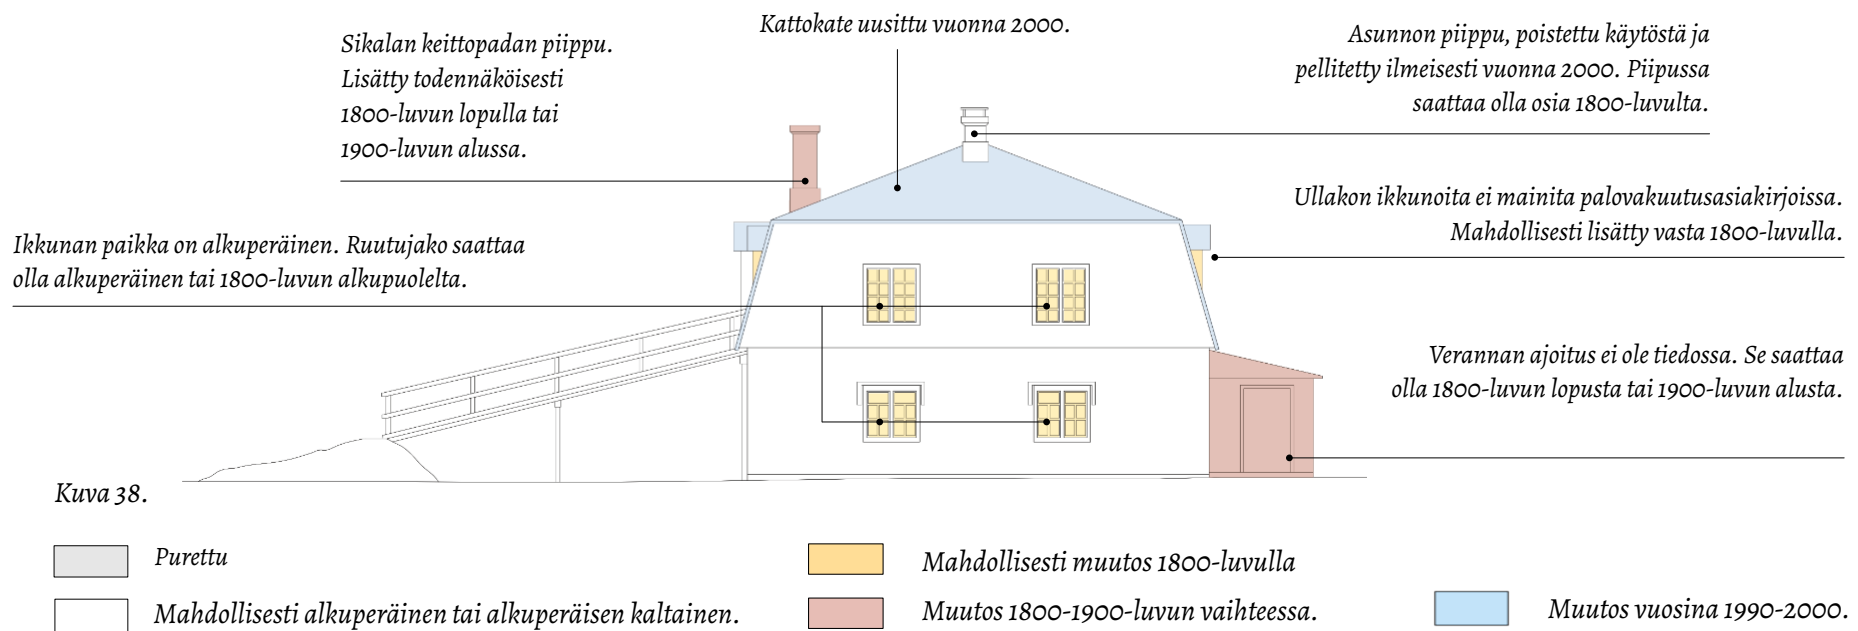 Kattokate uusittu vuonna 2000.
Sikalan keittopadan piippu.
Lisätty todennäköisesti
1800-luvun lopulla tai
1900-luvun alussa.
Asunnon piippu, poistettu käytöstä ja
pellitetty ilmeisesti vuonna 2000. Piipussa
saattaa olla osia 1800-luvulta.
Ullakon ikkunoita ei mainita palovakuutusasiakirjoissa.
Mahdollisesti lisätty vasta 1800-luvulla.
Ikkunan paikka on alkuperäinen. Ruutujako saattaa
olla alkuperäinen tai 1800-luvun alkupuolelta.
Verannan ajoitus ei ole tiedossa. Se saattaa
olla 1800-luvun lopusta tai 1900-luvun alusta.
Kuva 38.
Purettu
Mahdollisesti alkuperäinen tai alkuperäisen kaltainen.
Mahdollisesti muutos 1800-luvulla
Muutos 1800-1900-luvun vaihteessa.
Muutos vuosina 1990-2000.